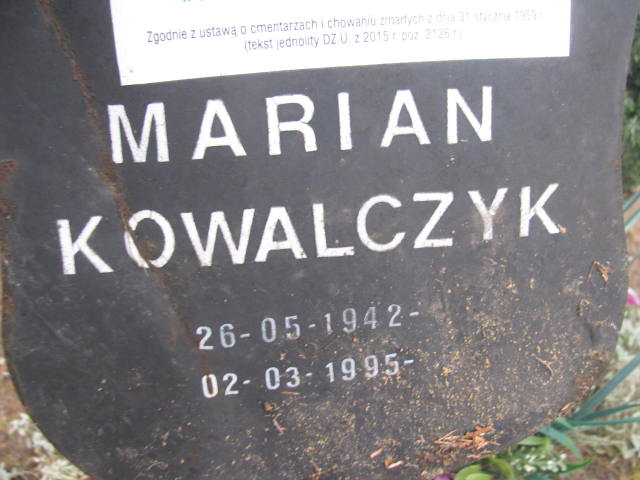 Zgodnie z ustawą o cmentarzach i chowaniu zmarłych z dnia 31 stycznia 1959 r.
(tekst jednolity DZ.U. z 2015 r. poz. 2126 r.)
MARIAN
KOWALCZYK
26-05-1942-
02-03-1995-